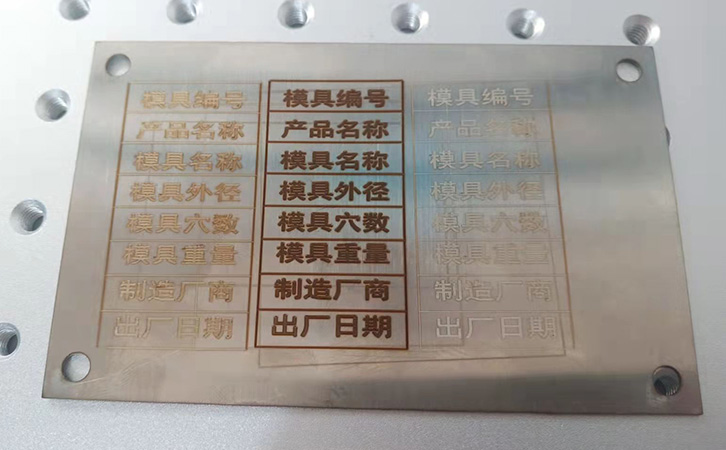 模具编号 模具编号 模具编号
产品名称 产品名称 产品名称
模具名称 模具名称 模具名称
模具外径 模具外径 模具外径
模具穴数 模具穴数 模具穴数
模具重量 模具重量 模具重量
制造厂商 制造厂商 制造厂商
出厂日期 出厂日期 出厂日期